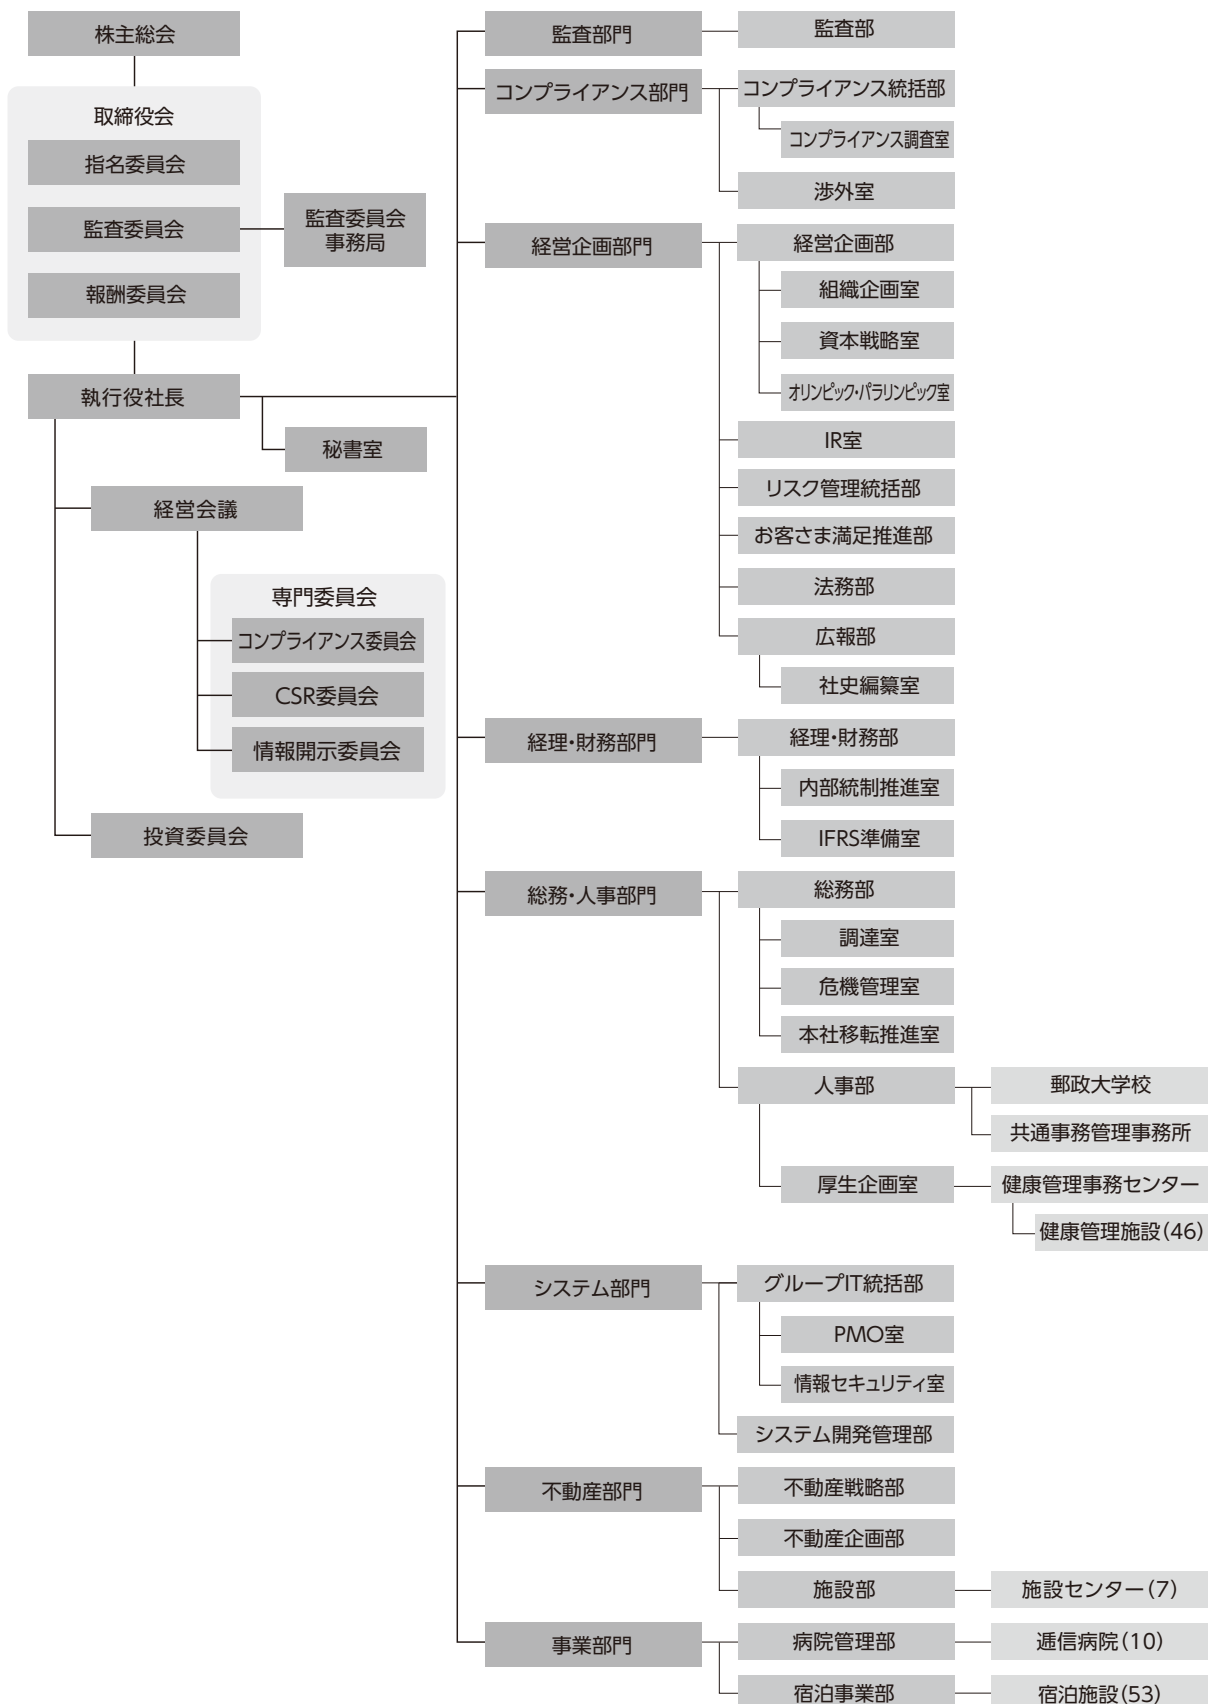 株主総会
取締役会
指名委員会
監査委員会
監査委員会
事務局
報酬委員会
執行役社長
秘書室
経営会議
専門委員会
コンプライアンス委員会
CSR委員会
情報開示委員会
投資委員会
監査部門
監査部
コンプライアンス部門
コンプライアンス統括部
コンプライアンス調査室
渉外室
経営企画部門
経営企画部
組織企画室
資本戦略室
オリンピック・パラリンピック室
IR室
リスク管理統括部
お客さま満足推進部
法務部
広報部
社史編纂室
経理・財務部門
経理・財務部
内部統制推進室
IFRS準備室
総務・人事部門
総務部
調達室
危機管理室
本社移転推進室
人事部
郵政大学校
共通事務管理事務所
厚生企画室
健康管理事務センター
健康管理施設(46)
システム部門
グループIT統括部
PMO室
情報セキュリティ室
システム開発管理部
不動産部門
不動産戦略部
不動産企画部
施設部
施設センター(7)
事業部門
病院管理部
逓信病院(10)
宿泊事業部
宿泊施設(53)